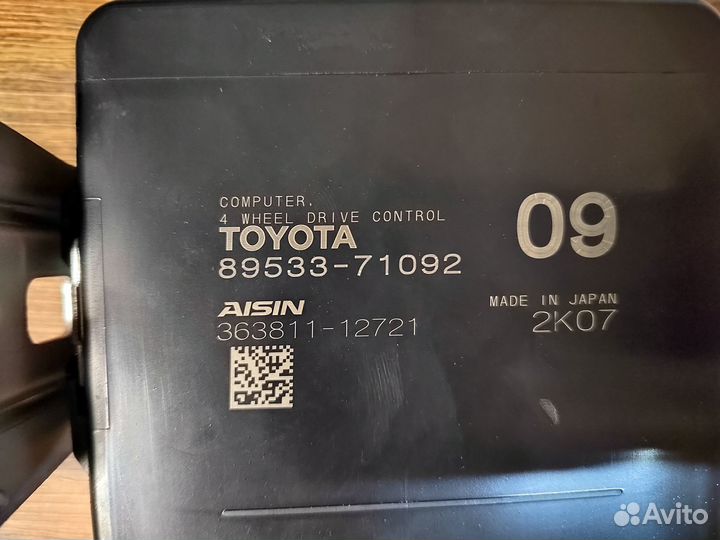 COMPUTER,
4 WHEEL DRIVE CONTROL
TOYOTA
89533-71092
09
AISIN
363811-12721
MADE IN JAPAN
2K07
Avito